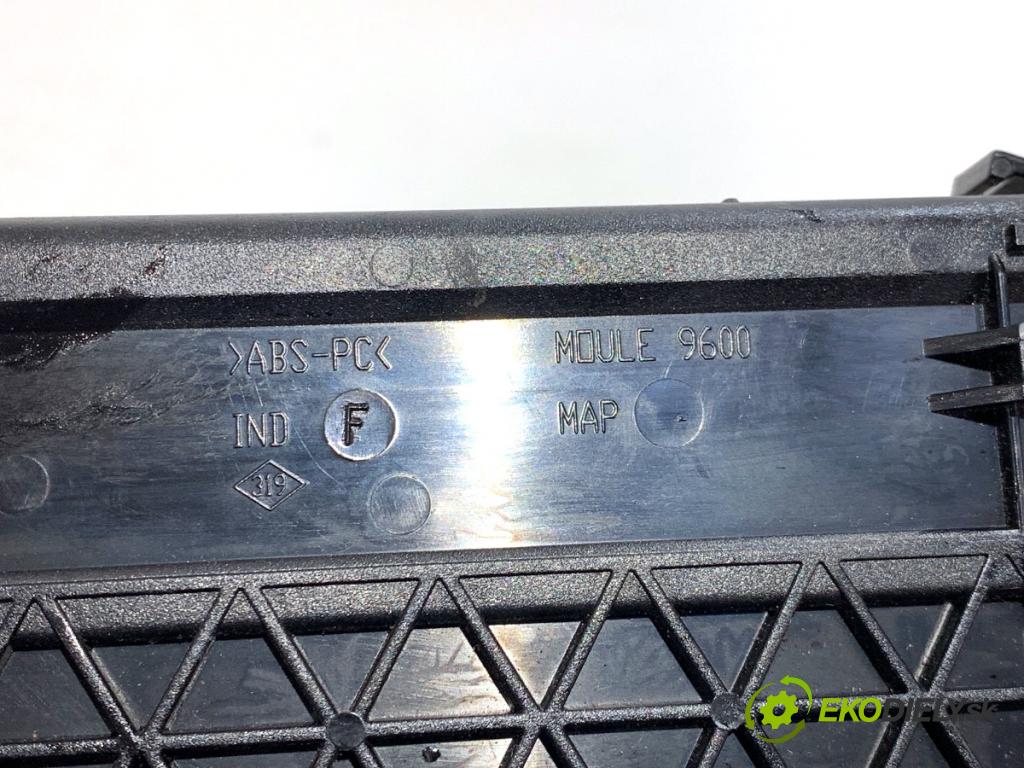 >ABS-PC< MOULE 9600
IND F MAP
319
EKODIELY.sk